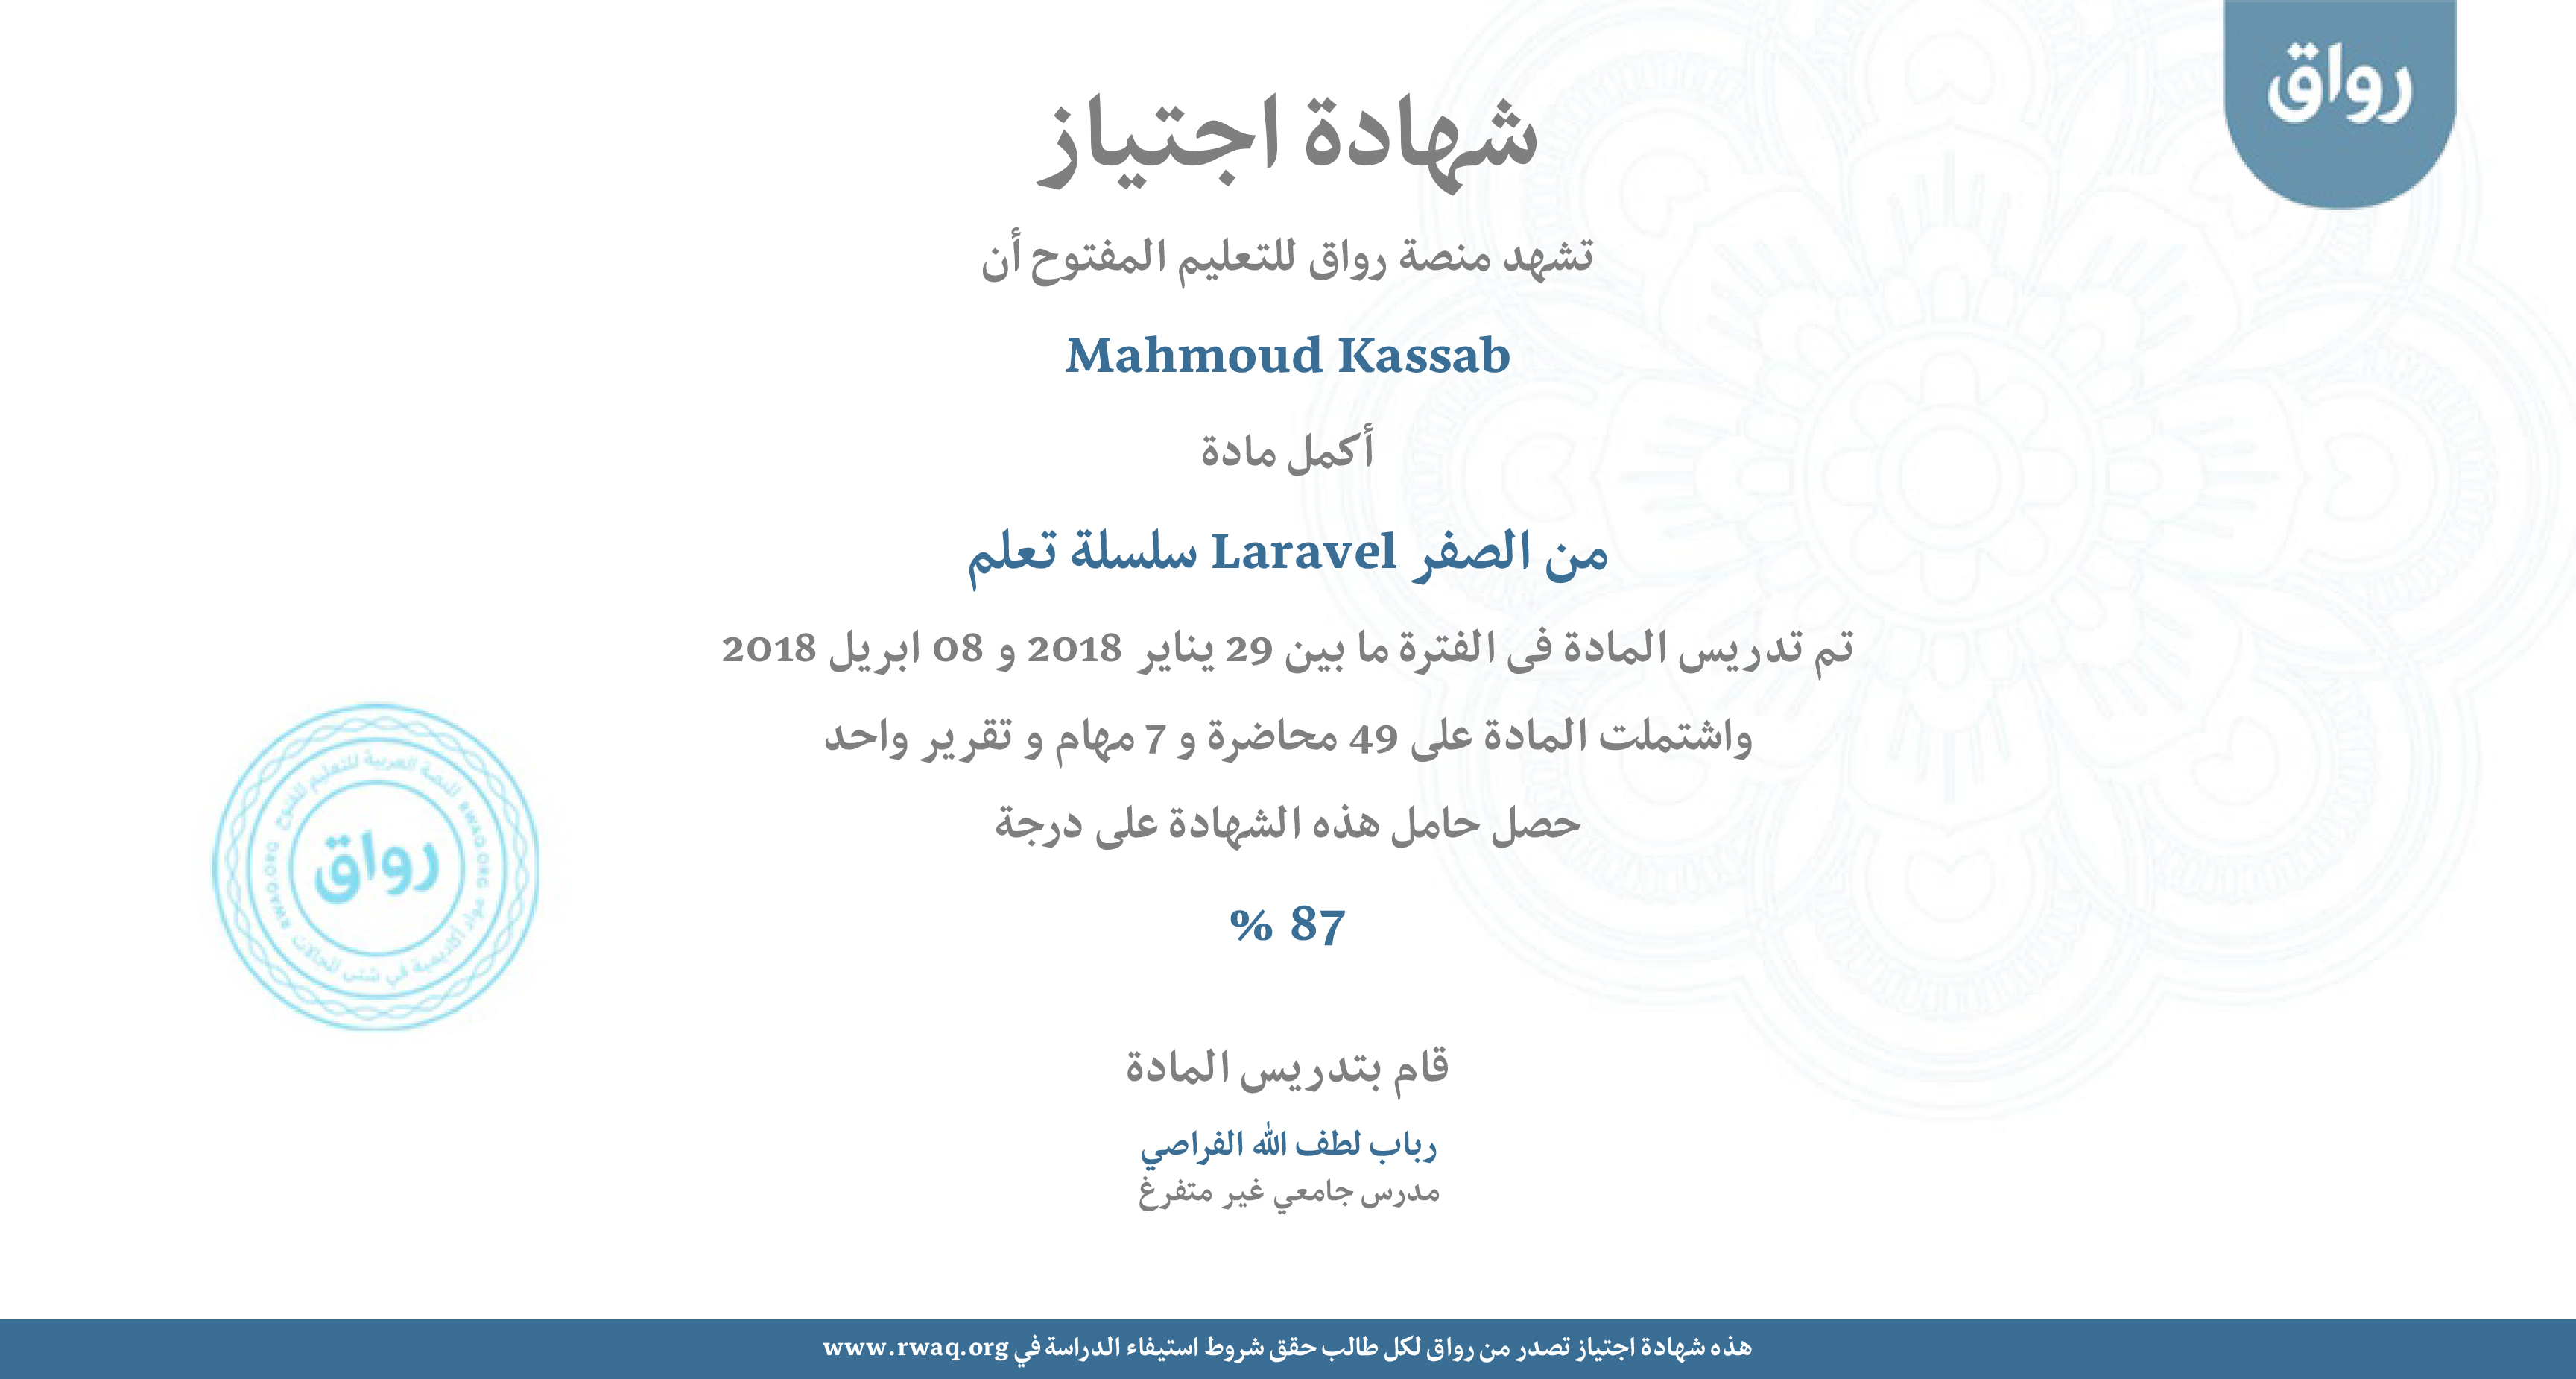 رواق
شهادة اجتياز
تشهد منصة رواق للتعليم المفتوح أن
Mahmoud Kassab
أكمل مادة
من الصفر Laravel سلسلة تعلم
تم تدريس المادة فى الفترة ما بين 29 يناير 2018 و 08 ابريل 2018
واشتملت المادة على 49 محاضرة و 7 مهام و تقرير واحد
حصل حامل هذه الشهادة على درجة
% 87
رواق
المنصة العربية للتعليم المفتوح
RWAQ.ORG
مواد أكاديمية في شتى المجالات
RWAQ.ORG
قام بتدريس المادة
رباب لطف الله الفراصي
مدرس جامعي غير متفرغ
هذه شهادة اجتياز تصدر من رواق لكل طالب حقق شروط استيفاء الدراسة في www.rwaq.org